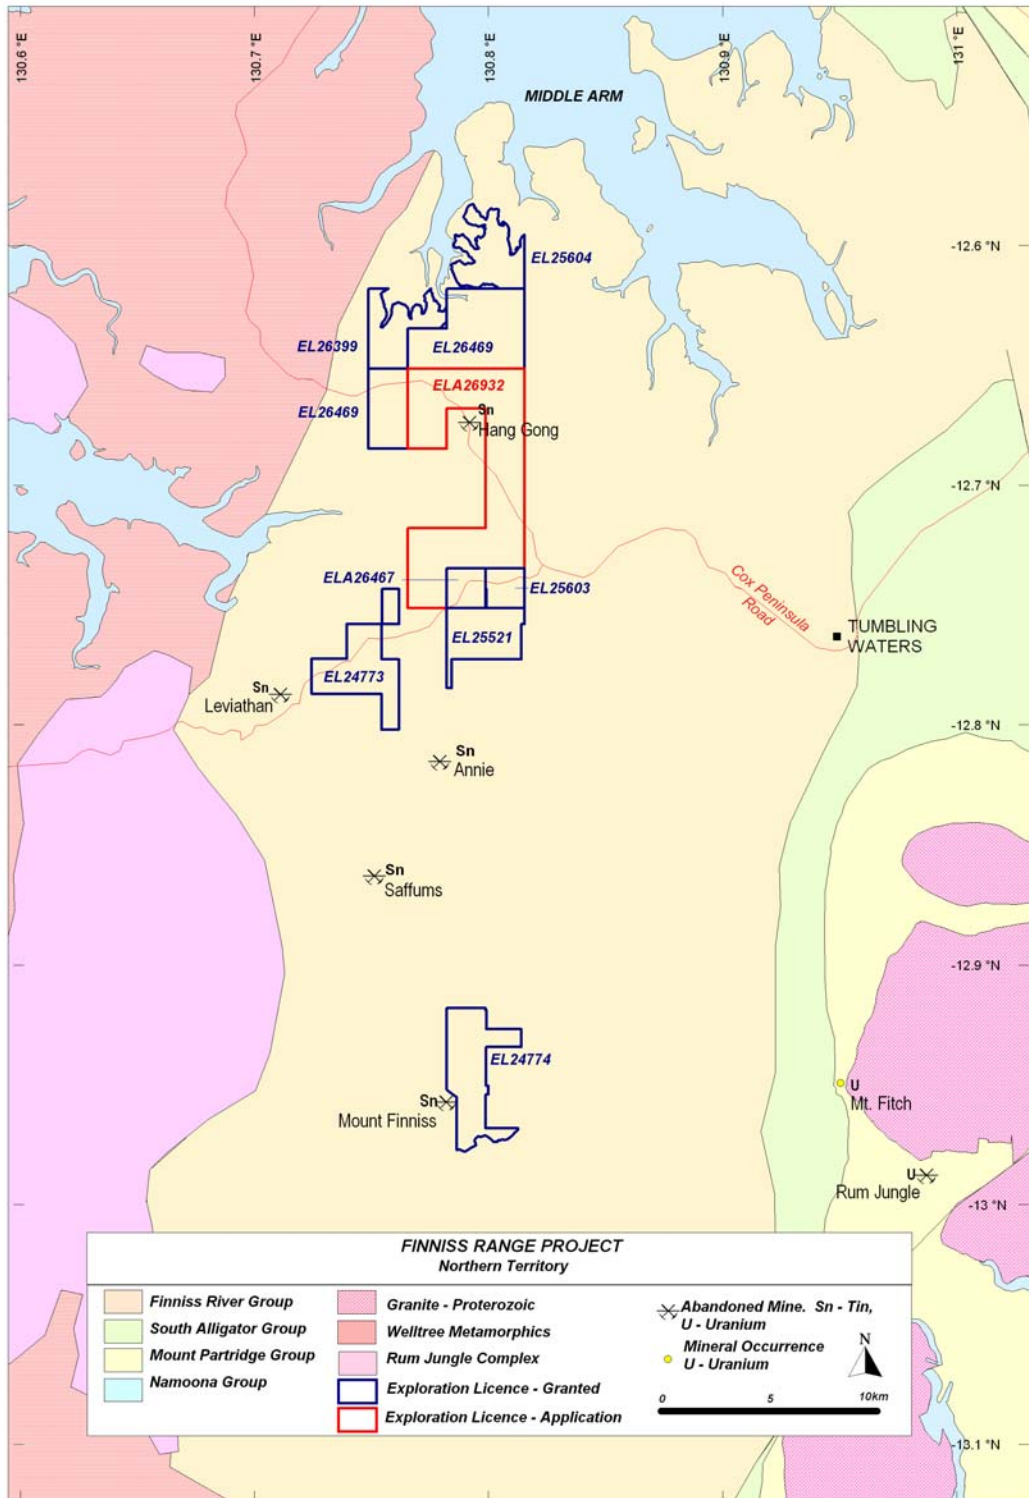 130.6 °E
130.7 °E
130.8 °E
130.9 °E
131 °E
MIDDLE ARM
-12.6 °N
EL25604
EL26399
EL26469
ELA26932
EL26469
Sn
Hang Gong
-12.7 °N
ELA26467
EL25603
Cox Peninsula
Road
TUMBLING
WATERS
EL25521
EL24773
Sn
Leviathan
-12.8 °N
Sn
Annie
Sn
Saffums
-12.9 °N
EL24774
U
Mt. Fitch
Sn
Mount Finniss
U
Rum Jungle
-13 °N
FINNISS RANGE PROJECT
Northern Territory
Finniss River Group
South Alligator Group
Mount Partridge Group
Namoona Group
Granite - Proterozoic
Welltree Metamorphics
Rum Jungle Complex
Exploration Licence - Granted
Exploration Licence - Application
Abandoned Mine. Sn - Tin,
U - Uranium
Mineral Occurrence
U - Uranium
N
0 5 10km
-13.1 °N